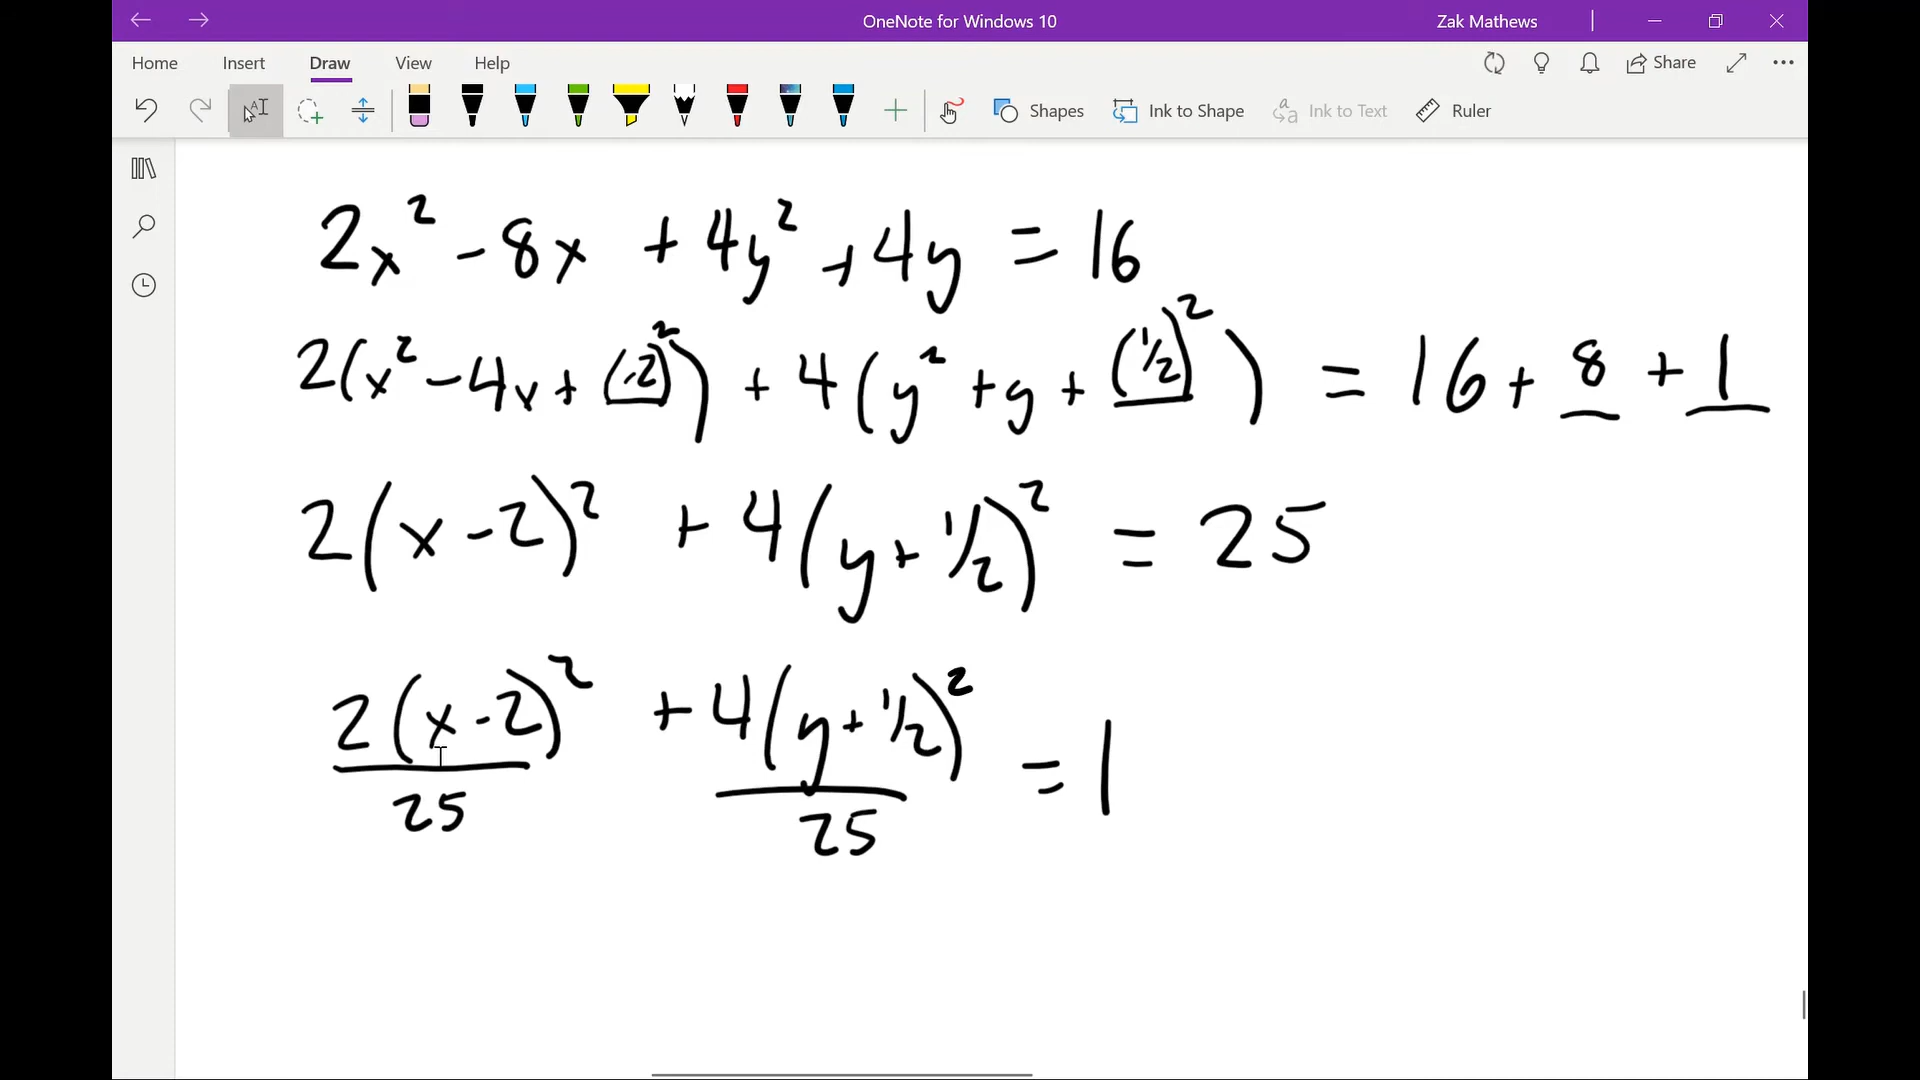 OneNote for Windows 10
Zak Mathews
Home Insert Draw View Help
Share
Shapes Ink to Shape Ink to Text Ruler
2x² - 8x + 4y² + 4y = 16
2(x² - 4x + (-2)²) + 4(y² + y + (1/2)²) = 16 + 8 + 1
2(x - 2)² + 4(y + 1/2)² = 25
2(x - 2)² + 4(y + 1/2)² = 1
25 25